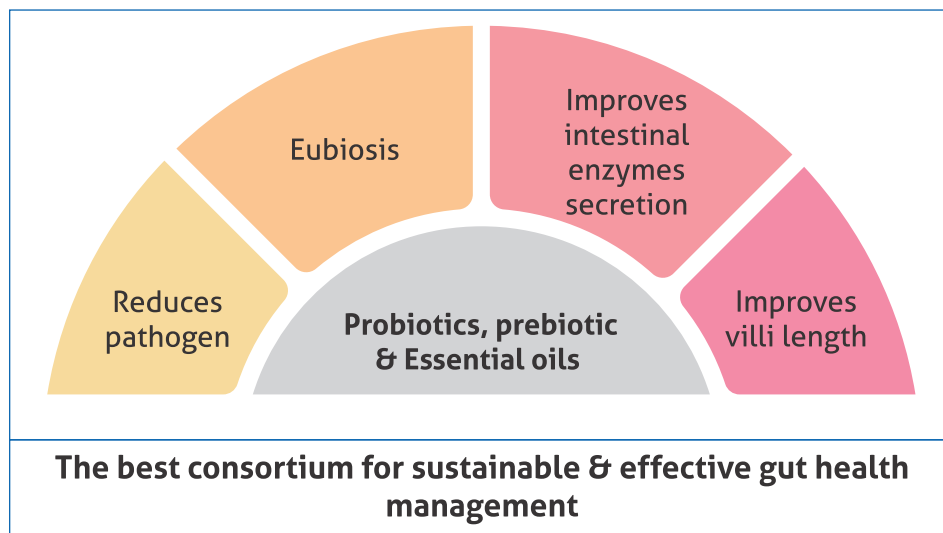 Eubiosis
Improves
intestinal
enzymes
secretion
Reduces
pathogen
Improves
villi length
Probiotics, prebiotic
& Essential oils
The best consortium for sustainable & effective gut health
management